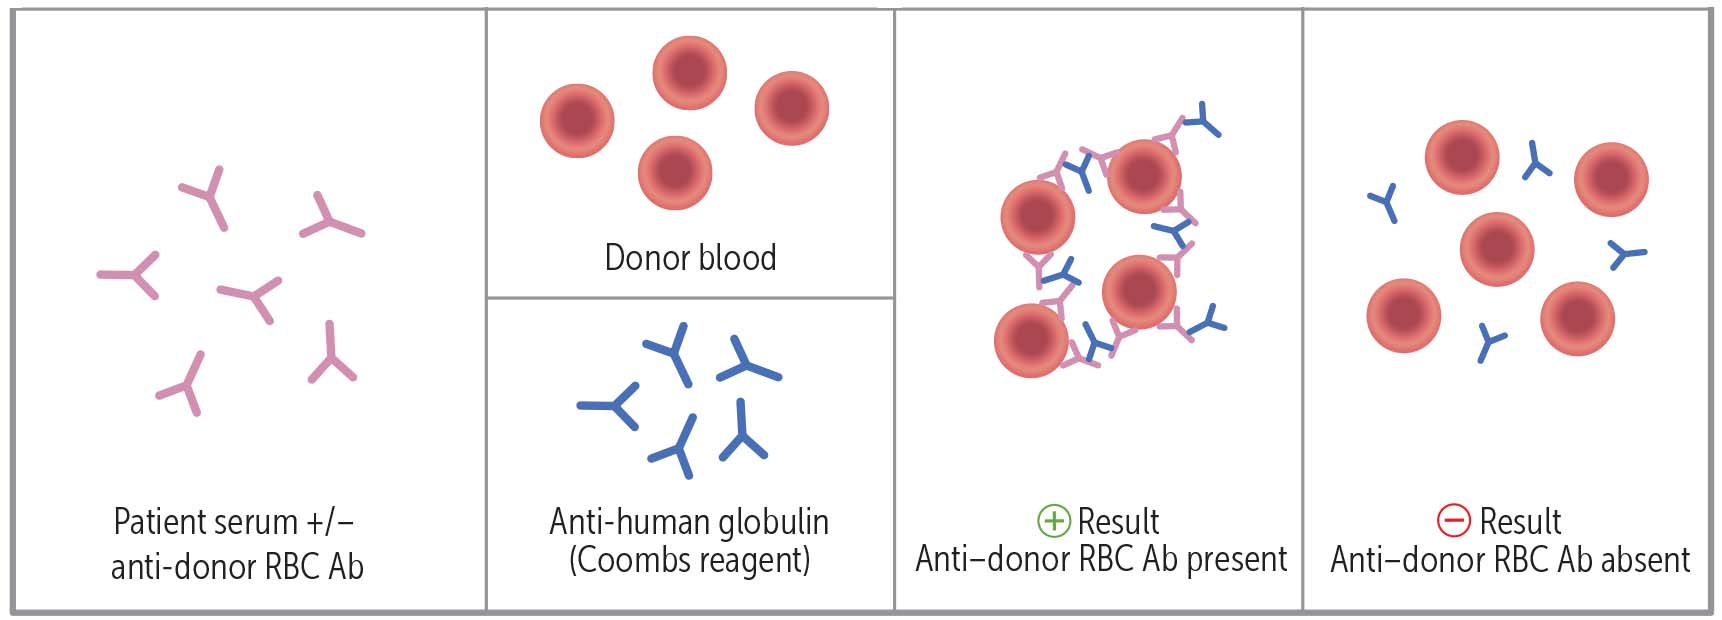 Patient serum +/–
anti-donor RBC Ab
Donor blood
Anti-human globulin
(Coombs reagent)
+ Result
Anti–donor RBC Ab present
– Result
Anti–donor RBC Ab absent